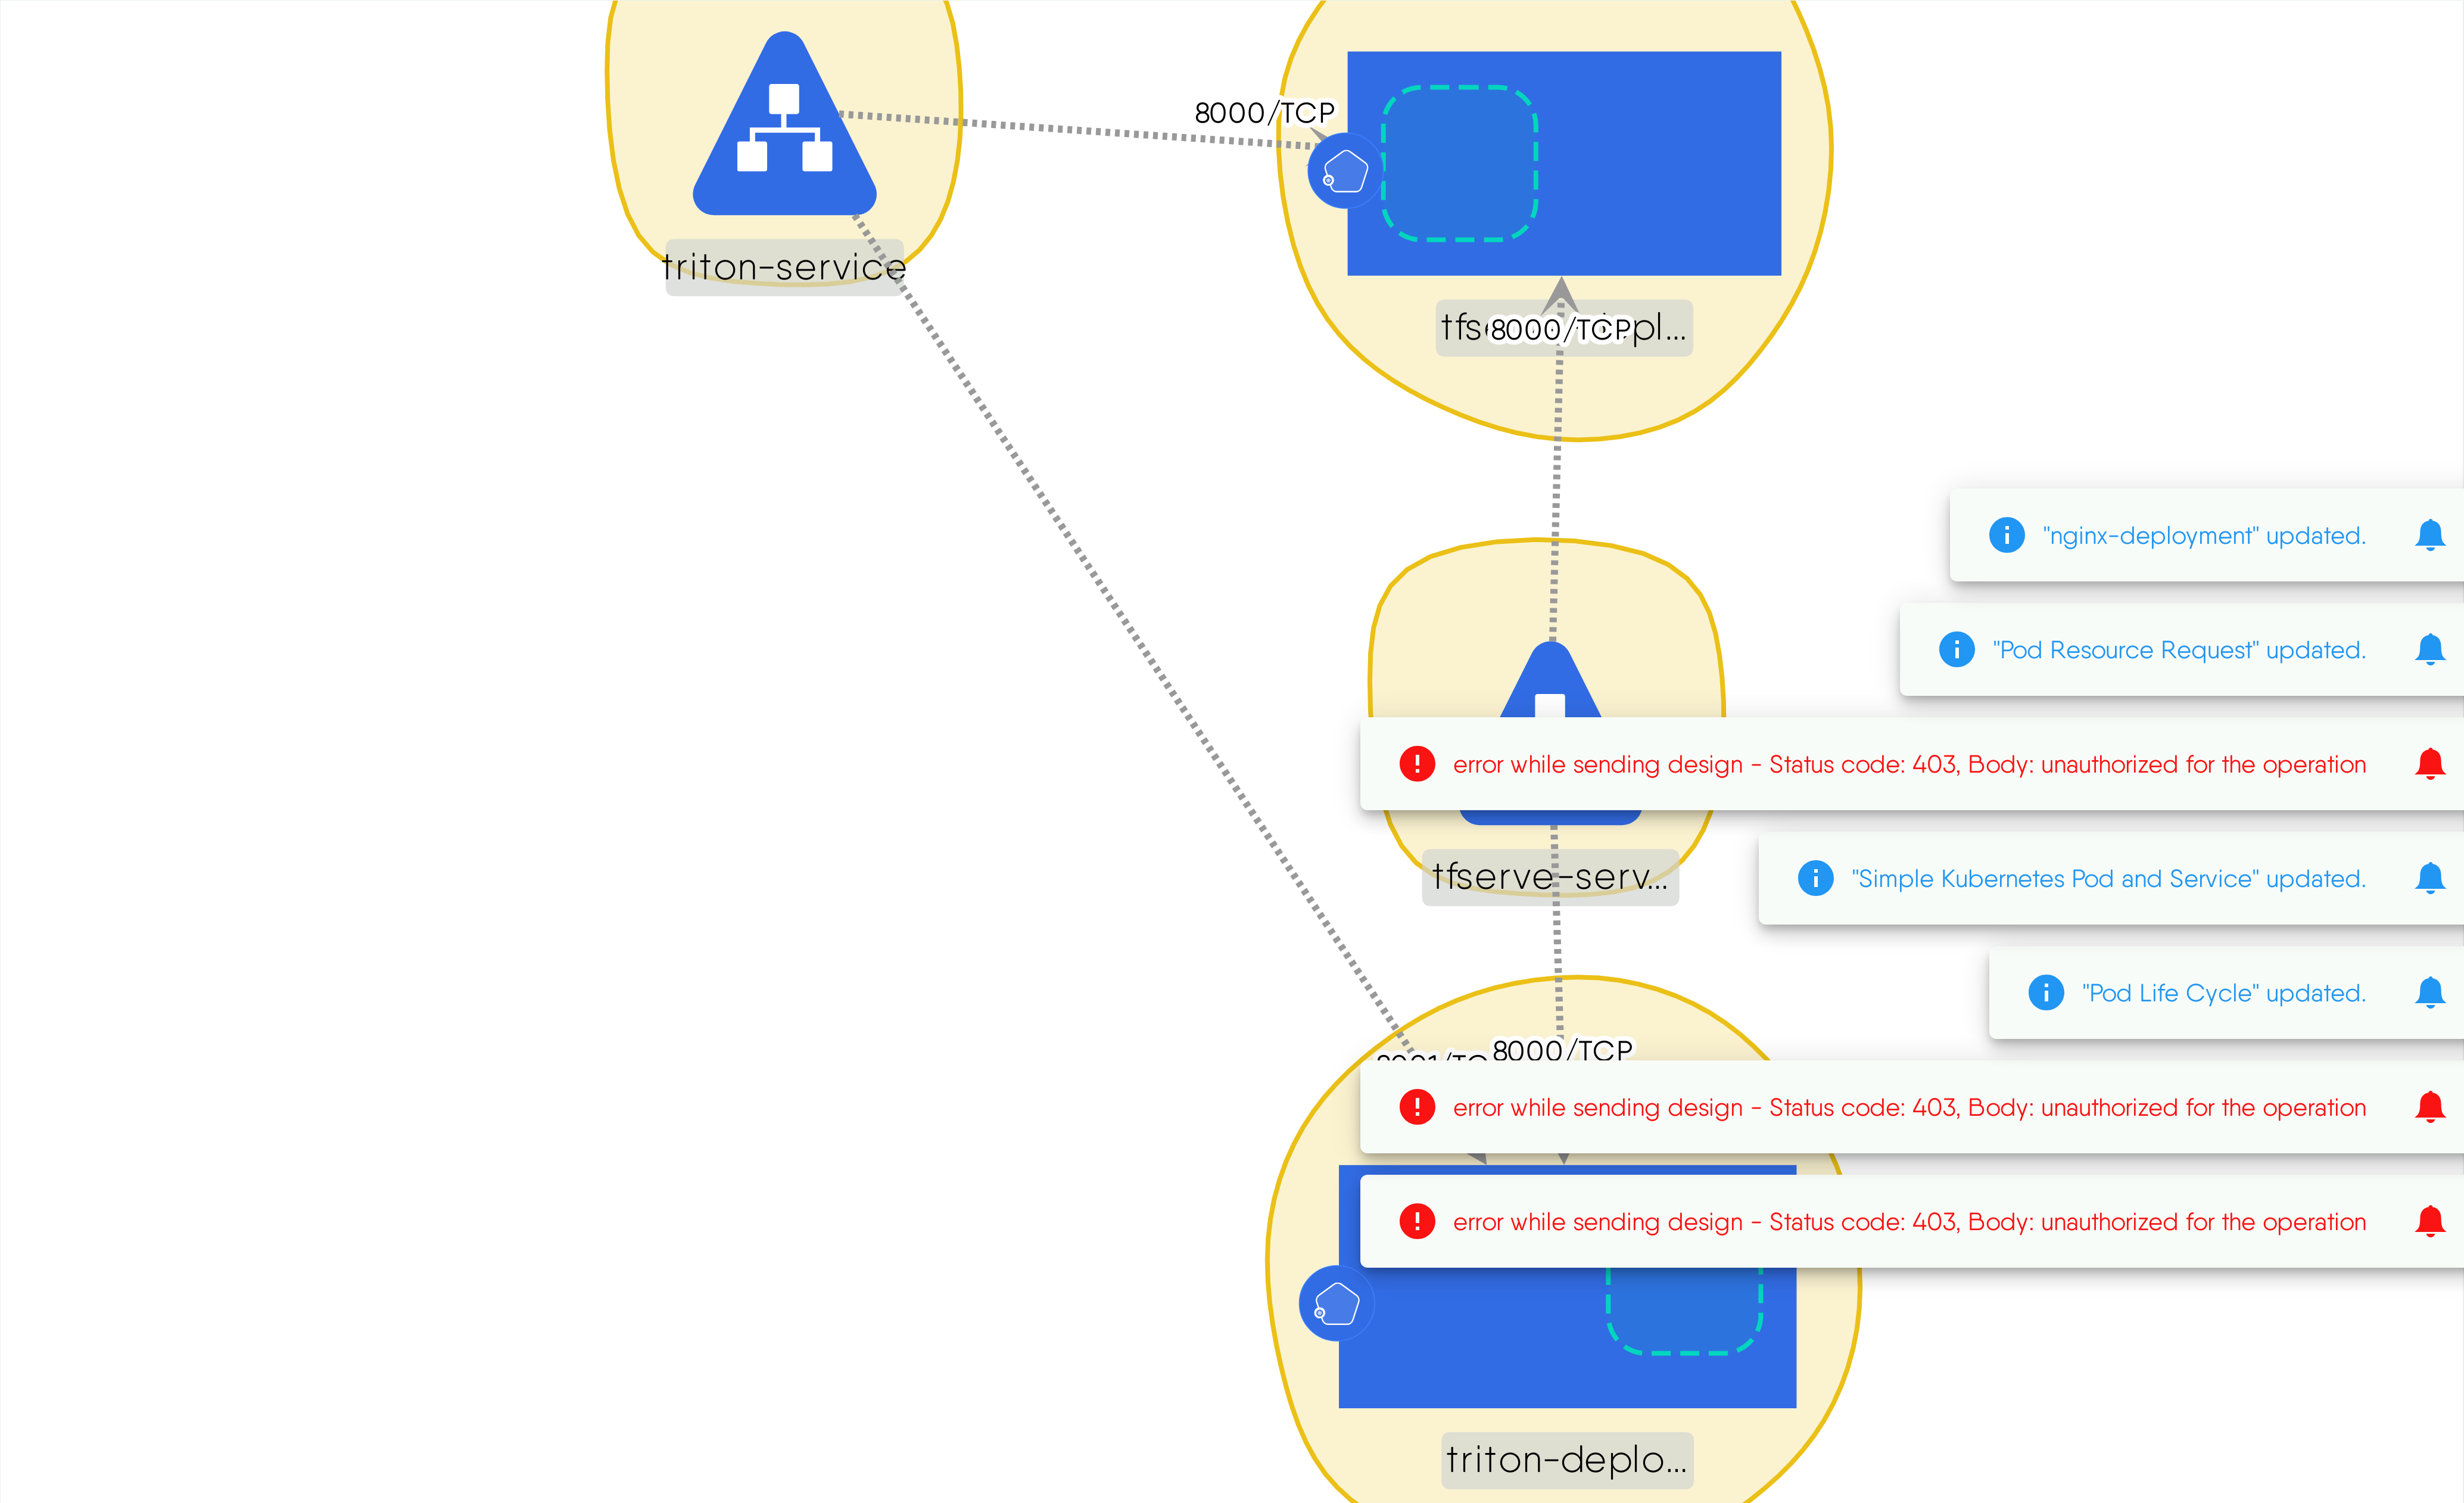 8000/TCP
triton-service
8000/TCP
"nginx-deployment" updated.
"Pod Resource Request" updated.
error while sending design - Status code: 403, Body: unauthorized for the operation
tfserve-serv...
"Simple Kubernetes Pod and Service" updated.
"Pod Life Cycle" updated.
8000/TCP
error while sending design - Status code: 403, Body: unauthorized for the operation
error while sending design - Status code: 403, Body: unauthorized for the operation
triton-deplo...